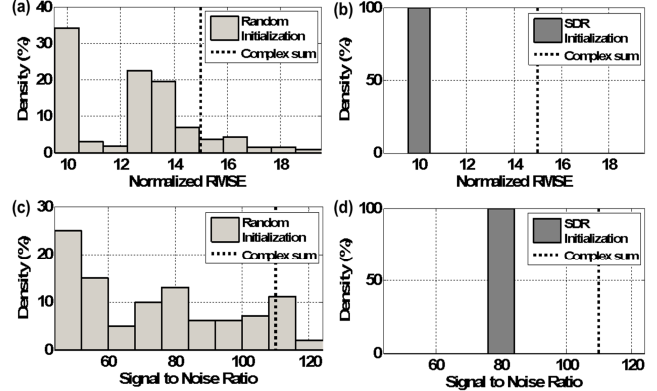 (a)
40
30
20
10
0
Density (%)
10 12 14 16 18
Normalized RMSE
Random
Initialization
Complex sum
(b)
100
50
0
Density (%)
10 12 14 16 18
Normalized RMSE
SDR
Initialization
Complex sum
(c)
30
20
10
0
Density (%)
60 80 100 120
Signal to Noise Ratio
Random
Initialization
Complex sum
(d)
100
50
0
Density (%)
60 80 100 120
Signal to Noise Ratio
SDR
Initialization
Complex sum